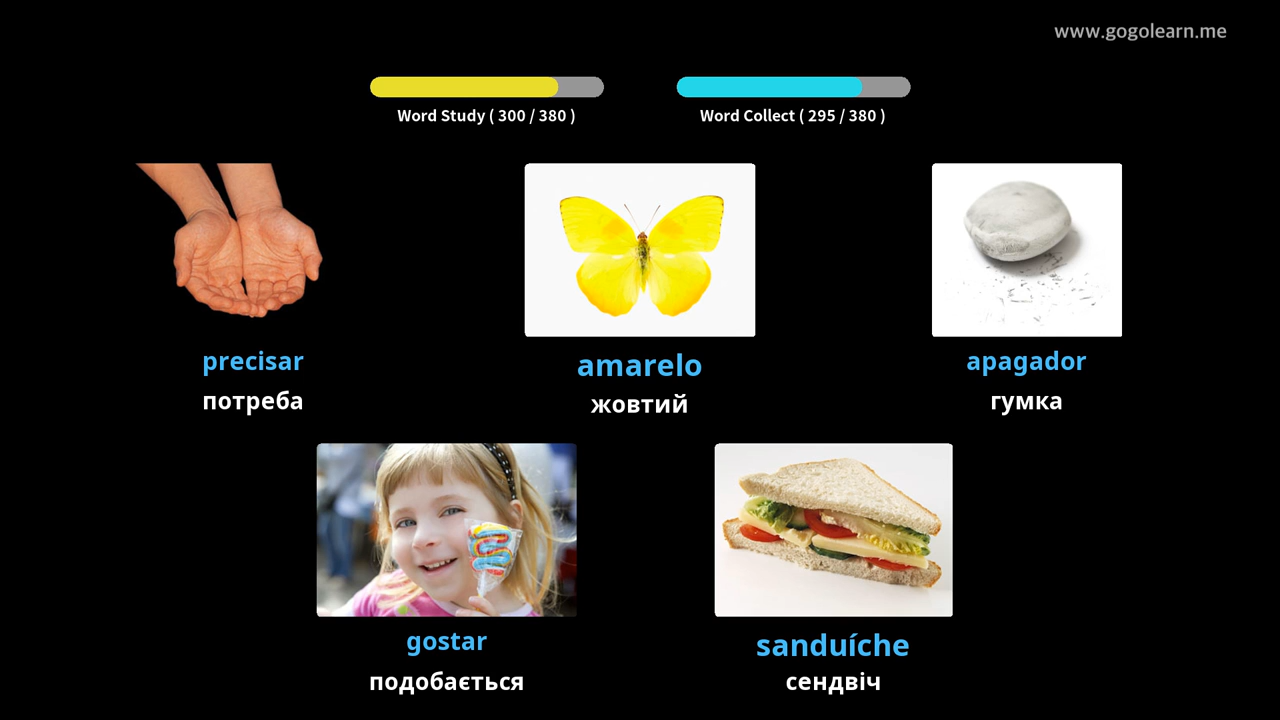 www.gogolearn.me
Word Study ( 300 / 380 )
Word Collect ( 295 / 380 )
precisar
потреба
amarelo
жовтий
apagador
гумка
gostar
подобається
sanduíche
сендвіч